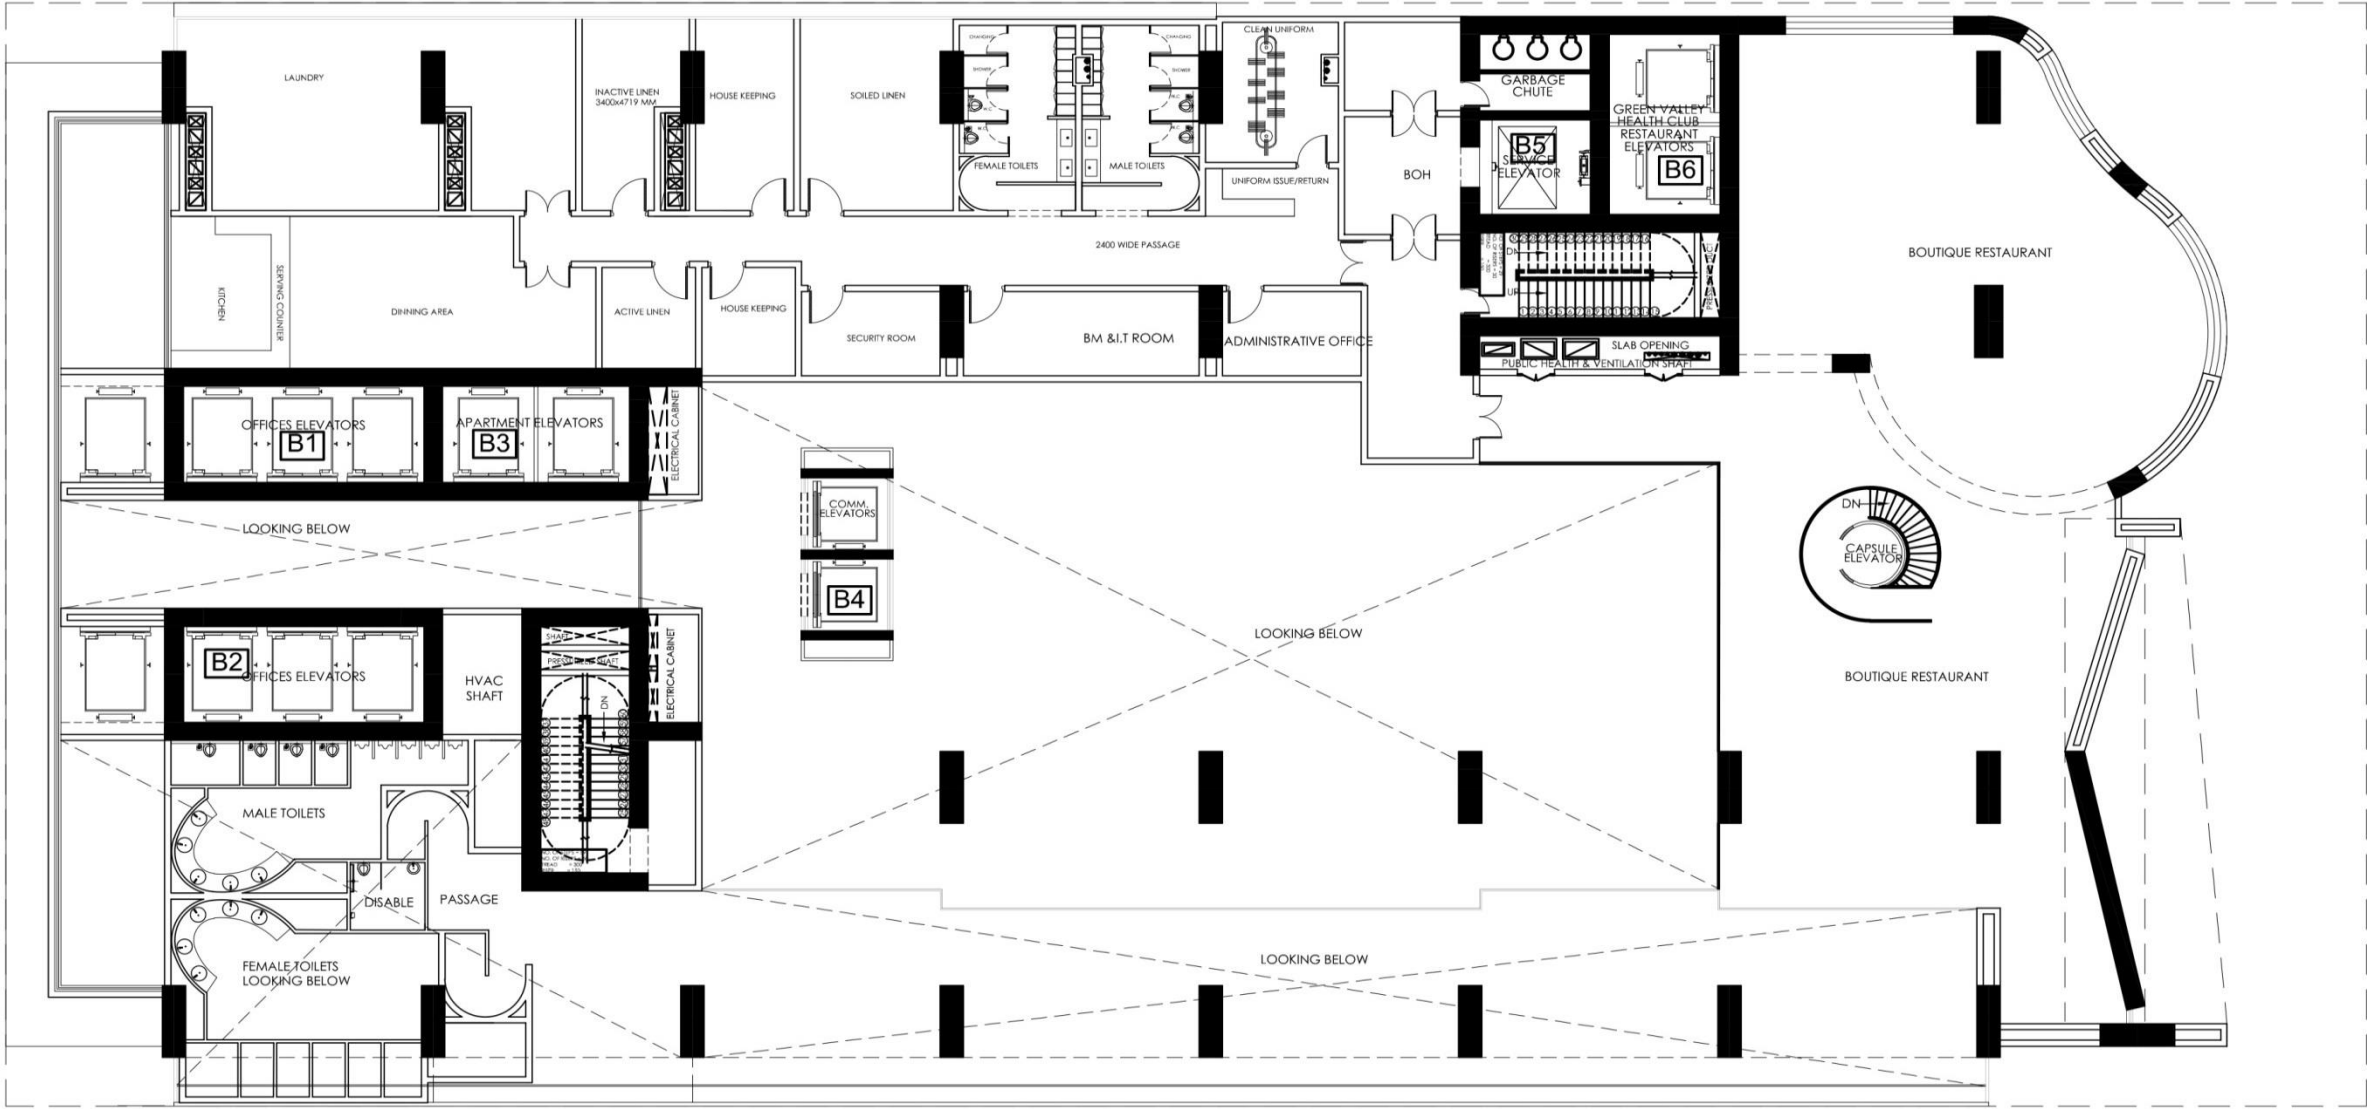 LAUNDRY
INACTIVE LINEN
3400x4719 MM
HOUSE KEEPING
SOILED LINEN
CHANGING
SHOWER
W.C.
W.C.
FEMALE TOILETS
CHANGING
SHOWER
W.C.
W.C.
MALE TOILETS
CLEAN UNIFORM
UNIFORM ISSUE/RETURN
BOH
GARBAGE
CHUTE
B5
SERVICE
ELEVATOR
GREEN VALLEY
HEALTH CLUB
RESTAURANT
ELEVATORS
B6
BOUTIQUE RESTAURANT
2400 WIDE PASSAGE
KITCHEN
SERVING COUNTER
DINNING AREA
ACTIVE LINEN
HOUSE KEEPING
SECURITY ROOM
BM &I.T ROOM
ADMINISTRATIVE OFFICE
DN
UP
SLAB OPENING
PUBLIC HEALTH & VENTILATION SHAFT
OFFICES ELEVATORS
B1
APARTMENT ELEVATORS
B3
ELECTRICAL CABINET
LOOKING BELOW
COMM.
ELEVATORS
B4
DN
CAPSULE
ELEVATOR
B2
OFFICES ELEVATORS
HVAC
SHAFT
SHAFT
ELECTRICAL CABINET
DN
LOOKING BELOW
BOUTIQUE RESTAURANT
MALE TOILETS
DISABLE
PASSAGE
FEMALE TOILETS
LOOKING BELOW
LOOKING BELOW